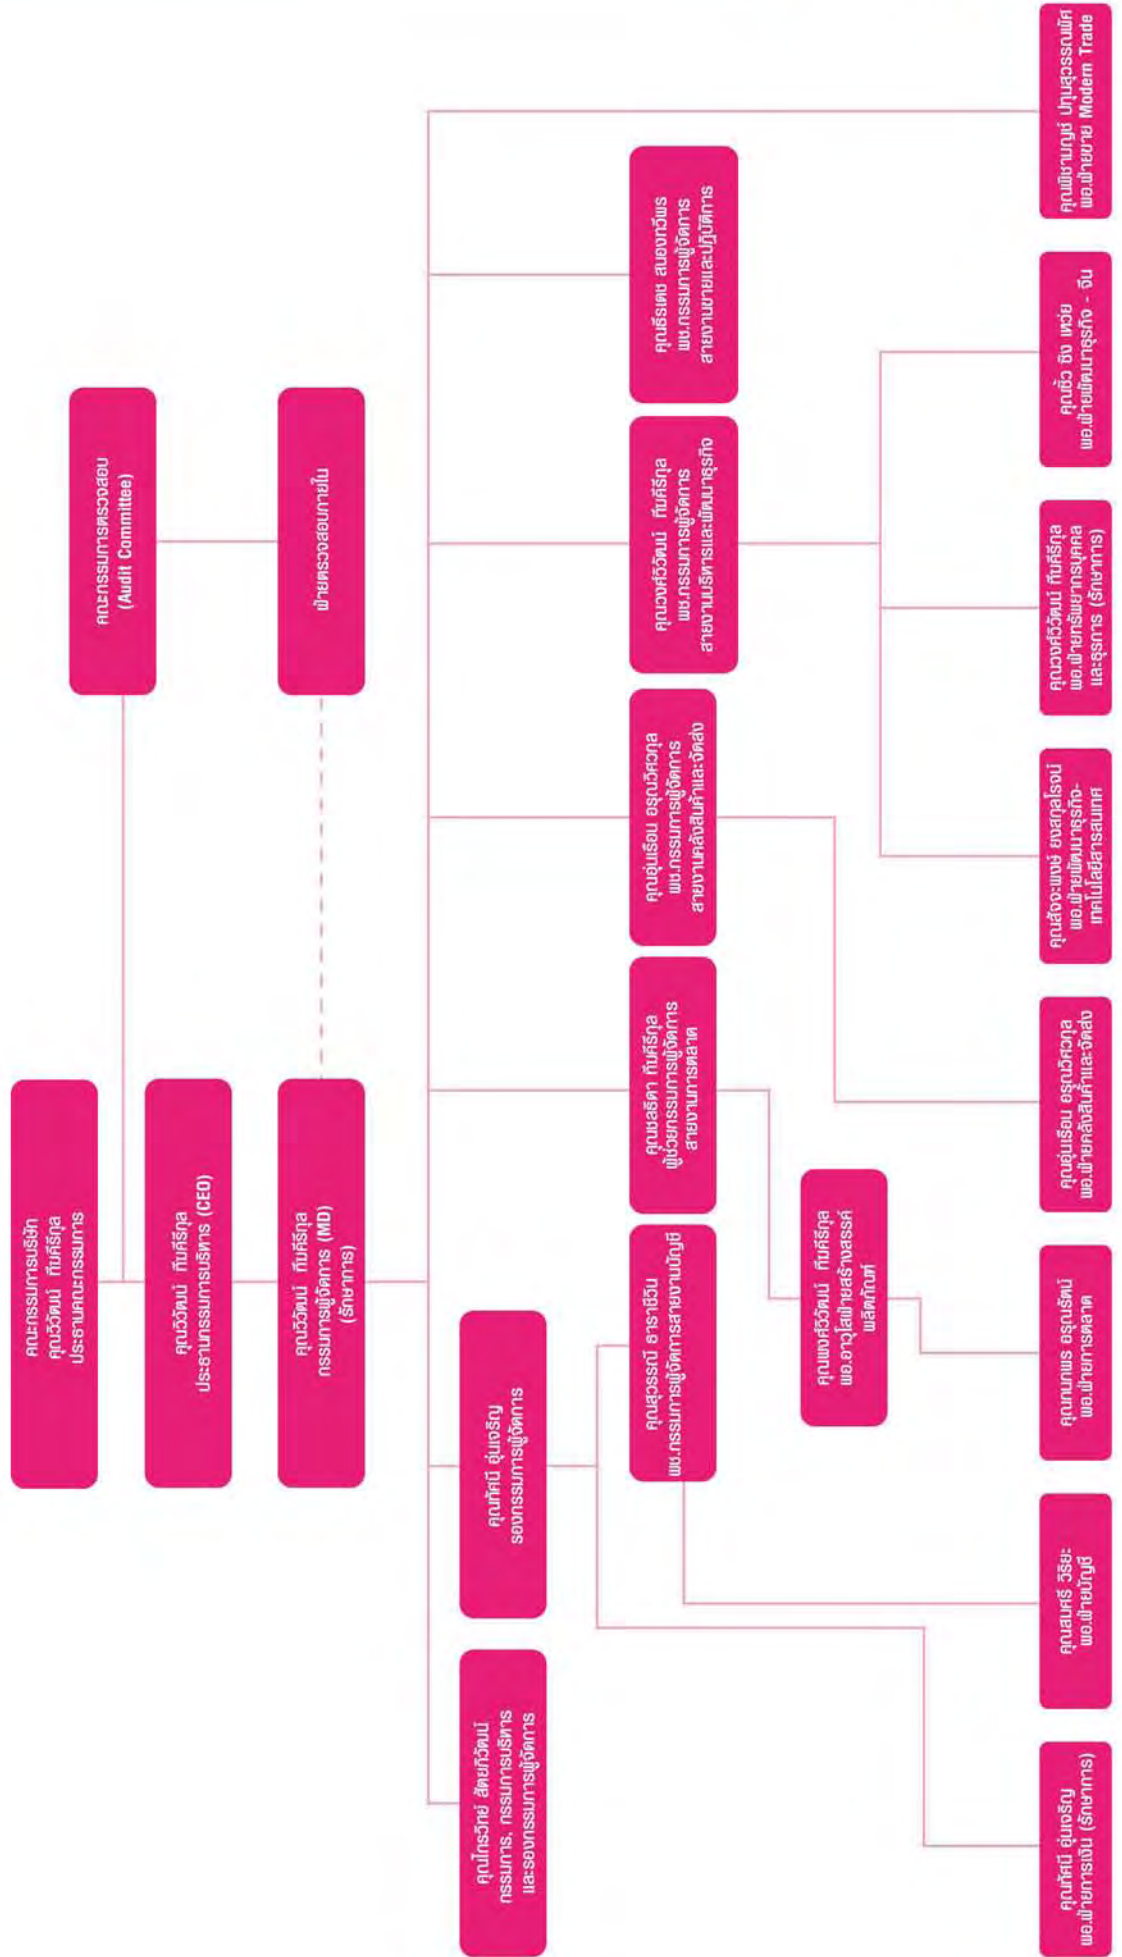 คณะกรรมการบริษัท
คุณวิวัฒน์ ทีฆคีรีกุล
ประธานคณะกรรมการ
คณะกรรมการตรวจสอบ
(Audit Committee)
คุณวิวัฒน์ ทีฆคีรีกุล
ประธานกรรมการบริหาร (CEO)
คุณวิวัฒน์ ทีฆคีรีกุล
กรรมการผู้จัดการ (MD)
(รักษาการ)
ฝ่ายตรวจสอบภายใน
คุณไกรวิทย์ สัตยภิวัฒน์
กรรมการ, กรรมการบริหาร
และรองกรรมการผู้จัดการ
คุณทัศนี อุ่นเจริญ
รองกรรมการผู้จัดการ
คุณสุวรรณี อาราชีวิน
ผช.กรรมการผู้จัดการสายงานบัญชี
คุณชลธิดา ทีฆคีรีกุล
ผู้ช่วยกรรมการผู้จัดการ
สายงานการตลาด
คุณอุ่นเรือน อรุณวิศวกุล
ผช.กรรมการผู้จัดการ
สายงานคลังสินค้าและจัดส่ง
คุณวงศ์วิวัฒน์ ทีฆคีรีกุล
ผช.กรรมการผู้จัดการ
สายงานบริหารและพัฒนาธุรกิจ
คุณธีรเดช สนองทวีพร
ผช.กรรมการผู้จัดการ
สายงานขายและปฏิบัติการ
คุณพงศ์วิวัฒน์ ทีฆคีรีกุล
ผอ.อาวุโสฝ่ายสร้างสรรค์
ผลิตภัณฑ์
คุณทัศนี อุ่นเจริญ
ผอ.ฝ่ายการเงิน (รักษาการ)
คุณสมศรี วิริยะ
ผอ.ฝ่ายบัญชี
คุณกนกพร อรุณรัตน์
ผอ.ฝ่ายการตลาด
คุณอุ่นเรือน อรุณวิศวกุล
ผอ.ฝ่ายคลังสินค้าและจัดส่ง
คุณสัจจะพงษ์ ยงสกุลโรจน์
ผอ.ฝ่ายพัฒนาธุรกิจ-
เทคโนโลยีสารสนเทศ
คุณวงศ์วิวัฒน์ ทีฆคีรีกุล
ผอ.ฝ่ายทรัพยากรบุคคล
และธุรการ (รักษาการ)
คุณชิ้ว ชิง เหว่ย
ผอ.ฝ่ายพัฒนาธุรกิจ - จีน
คุณพิชามญช์ ปทุมสุวรรณพัศ
ผอ.ฝ่ายขาย Modern Trade